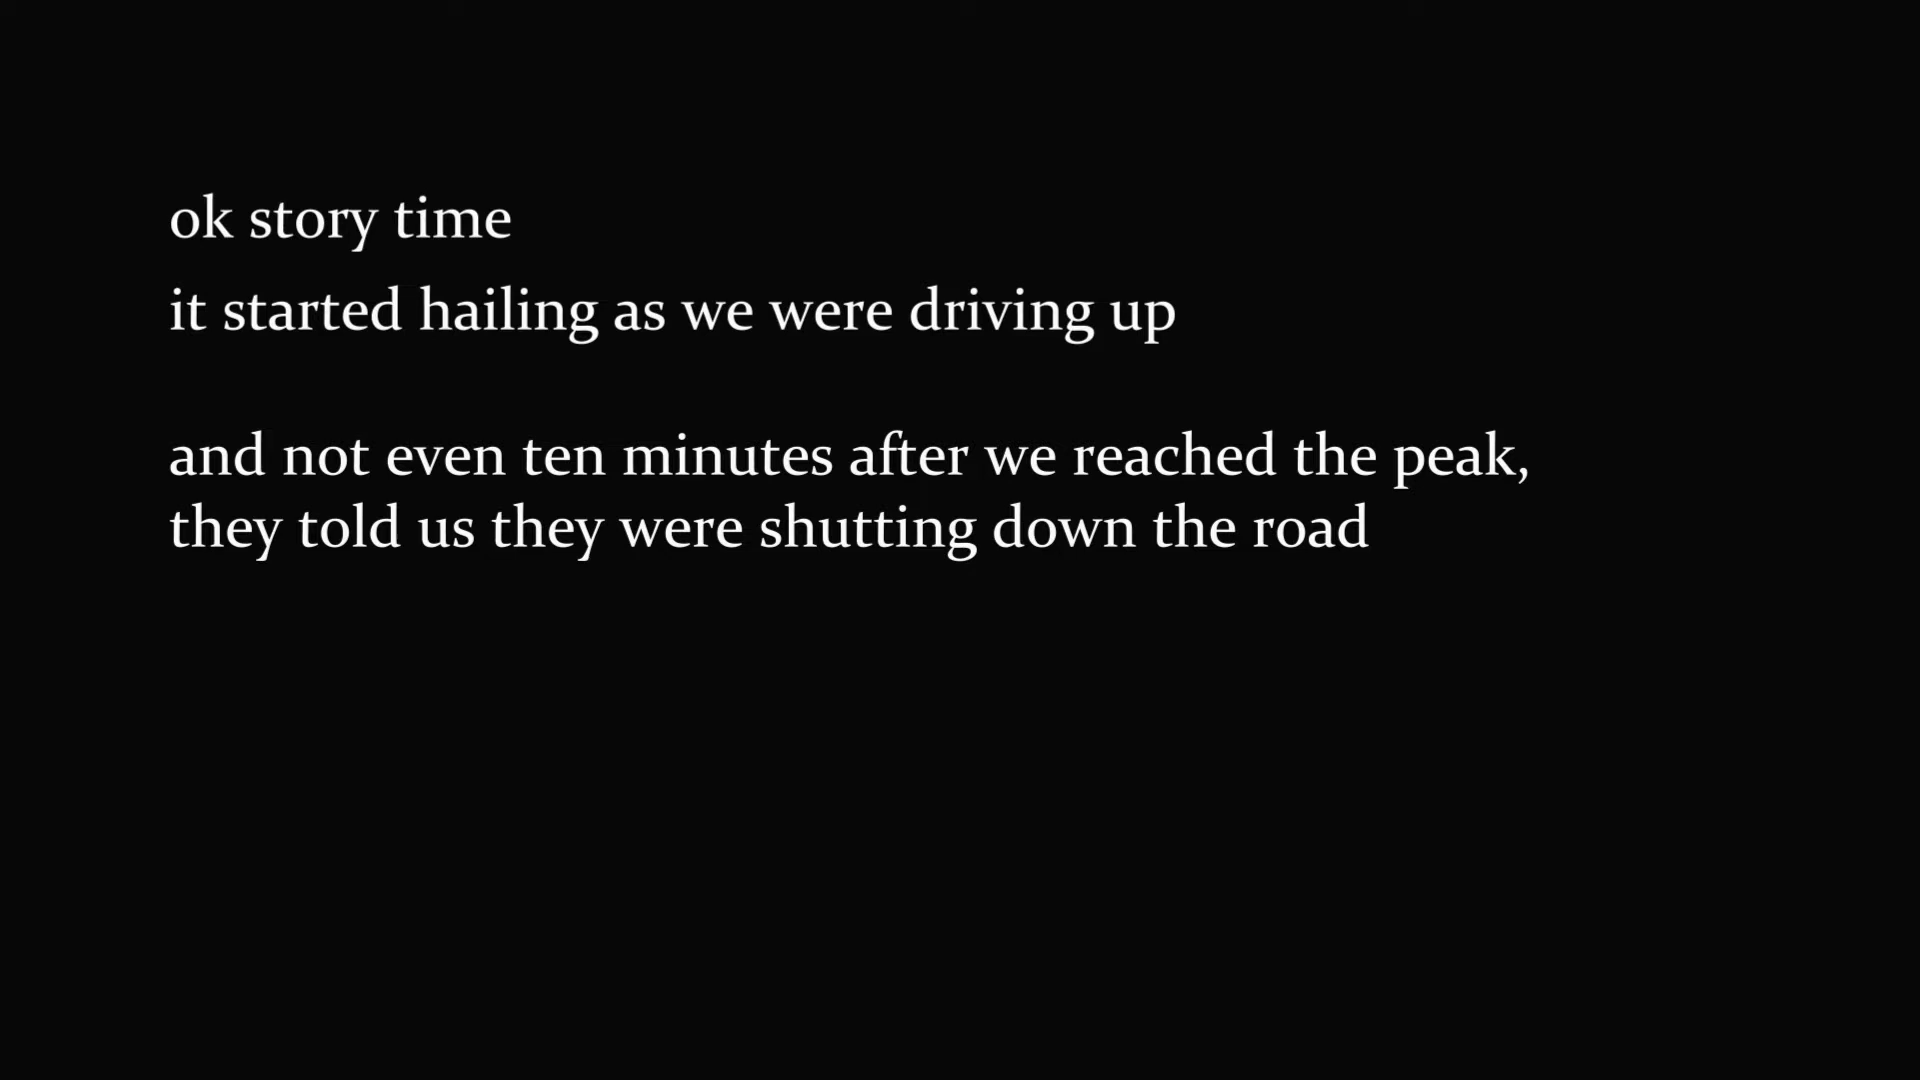 ok story time
it started hailing as we were driving up
and not even ten minutes after we reached the peak,
they told us they were shutting down the road